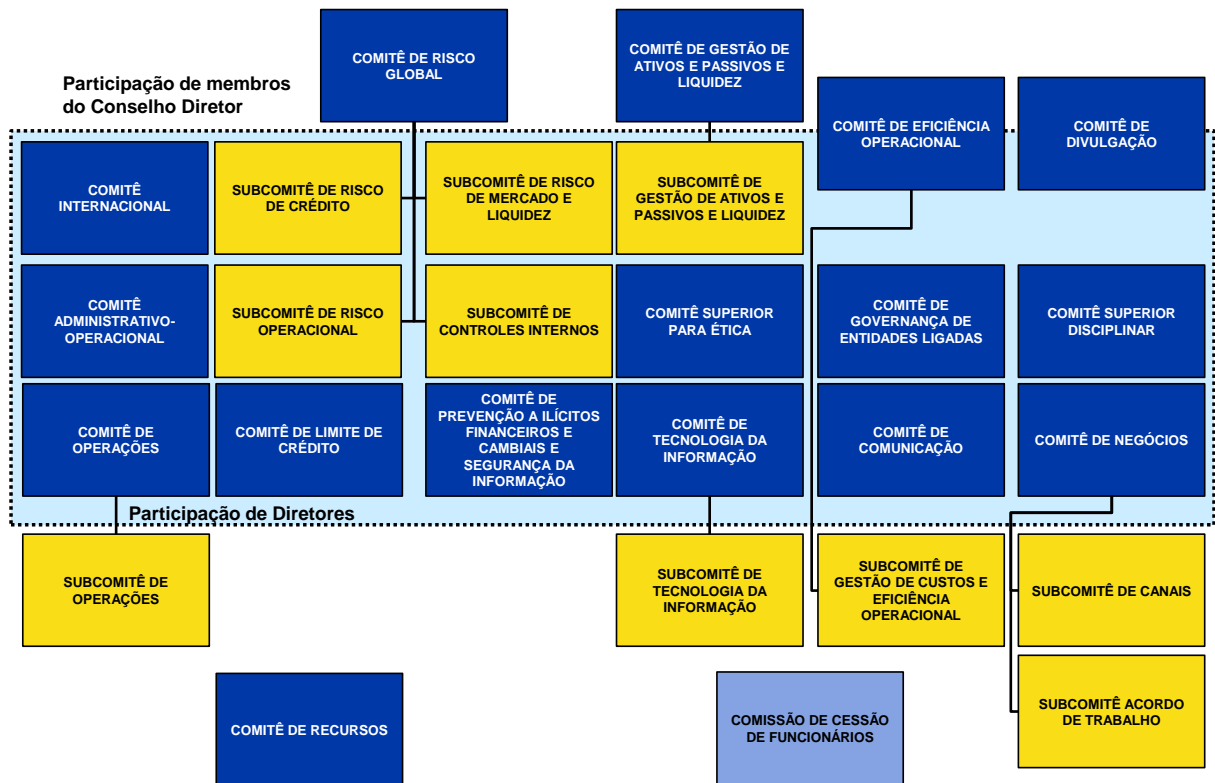 COMITÊ DE RISCO
GLOBAL
COMITÊ DE GESTÃO DE
ATIVOS E PASSIVOS E
LIQUIDEZ
Participação de membros
do Conselho Diretor
COMITÊ DE EFICIÊNCIA
OPERACIONAL
COMITÊ DE
DIVULGAÇÃO
COMITÊ
INTERNACIONAL
SUBCOMITÊ DE RISCO
DE CRÉDITO
SUBCOMITÊ DE RISCO
DE MERCADO E
LIQUIDEZ
SUBCOMITÊ DE
GESTÃO DE ATIVOS E
PASSIVOS E LIQUIDEZ
COMITÊ
ADMINISTRATIVO-
OPERACIONAL
SUBCOMITÊ DE RISCO
OPERACIONAL
SUBCOMITÊ DE
CONTROLES INTERNOS
COMITÊ SUPERIOR
PARA ÉTICA
COMITÊ DE
GOVERNANÇA DE
ENTIDADES LIGADAS
COMITÊ SUPERIOR
DISCIPLINAR
COMITÊ DE
OPERAÇÕES
COMITÊ DE LIMITE DE
CRÉDITO
COMITÊ DE
PREVENÇÃO A ILÍCITOS
FINANCEIROS E
CAMBIAIS E
SEGURANÇA DA
INFORMAÇÃO
COMITÊ DE
TECNOLOGIA DA
INFORMAÇÃO
COMITÊ DE
COMUNICAÇÃO
COMITÊ DE NEGÓCIOS
Participação de Diretores
SUBCOMITÊ DE
OPERAÇÕES
SUBCOMITÊ DE
TECNOLOGIA DA
INFORMAÇÃO
SUBCOMITÊ DE
GESTÃO DE CUSTOS E
EFICIÊNCIA
OPERACIONAL
SUBCOMITÊ DE CANAIS
COMITÊ DE RECURSOS
COMISSÃO DE CESSÃO
DE FUNCIONÁRIOS
SUBCOMITÊ ACORDO
DE TRABALHO